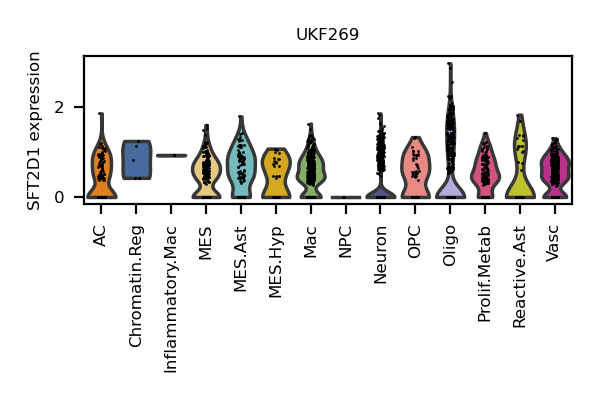 UKF269
SFT2D1 expression
2
0
AC
Chromatin.Reg
Inflammatory.Mac
MES
MES.Ast
MES.Hyp
Mac
NPC
Neuron
OPC
Oligo
Prolif.Metab
Reactive.Ast
Vasc